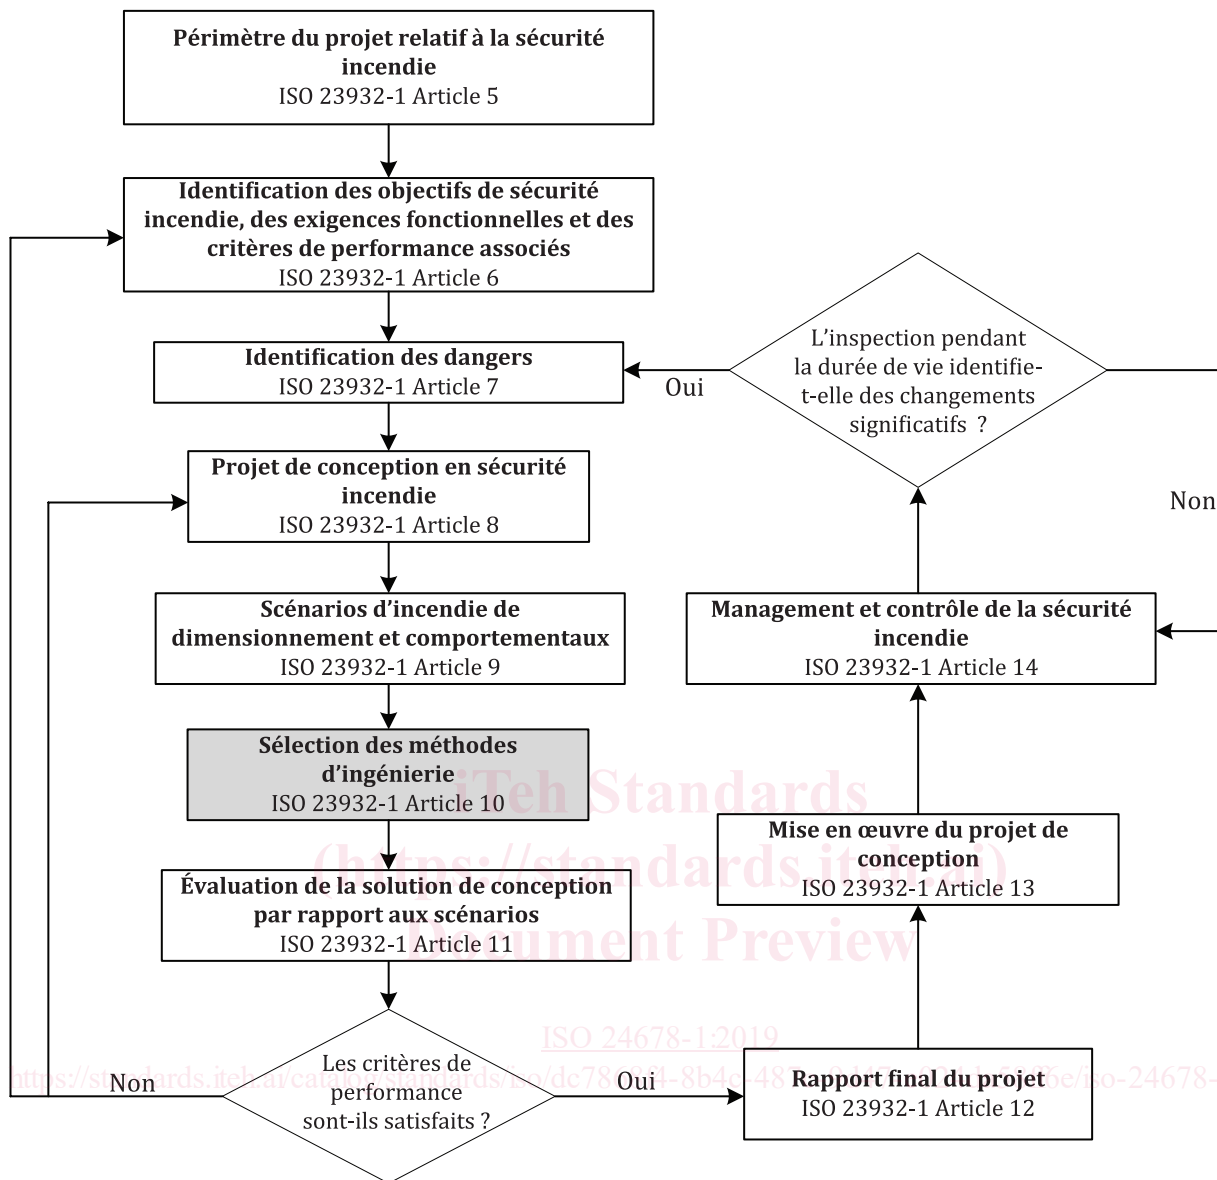 Périmètre du projet relatif à la sécurité
incendie
ISO 23932-1 Article 5
Identification des objectifs de sécurité
incendie, des exigences fonctionnelles et des
critères de performance associés
ISO 23932-1 Article 6
Identification des dangers
ISO 23932-1 Article 7
Projet de conception en sécurité
incendie
ISO 23932-1 Article 8
Scénarios d'incendie de
dimensionnement et comportementaux
ISO 23932-1 Article 9
Sélection des méthodes
d'ingénierie
ISO 23932-1 Article 10
Évaluation de la solution de conception
par rapport aux scénarios
ISO 23932-1 Article 11
Les critères de
performance
sont-ils satisfaits ?
Non
Oui
Rapport final du projet
ISO 23932-1 Article 12
Mise en œuvre du projet de
conception
ISO 23932-1 Article 13
Management et contrôle de la sécurité
incendie
ISO 23932-1 Article 14
L'inspection pendant
la durée de vie identifie-
t-elle des changements
significatifs ?
Oui
Non
iTeh Standards
(https://standards.iteh.ai)
Document Preview
ISO 24678-1:2019